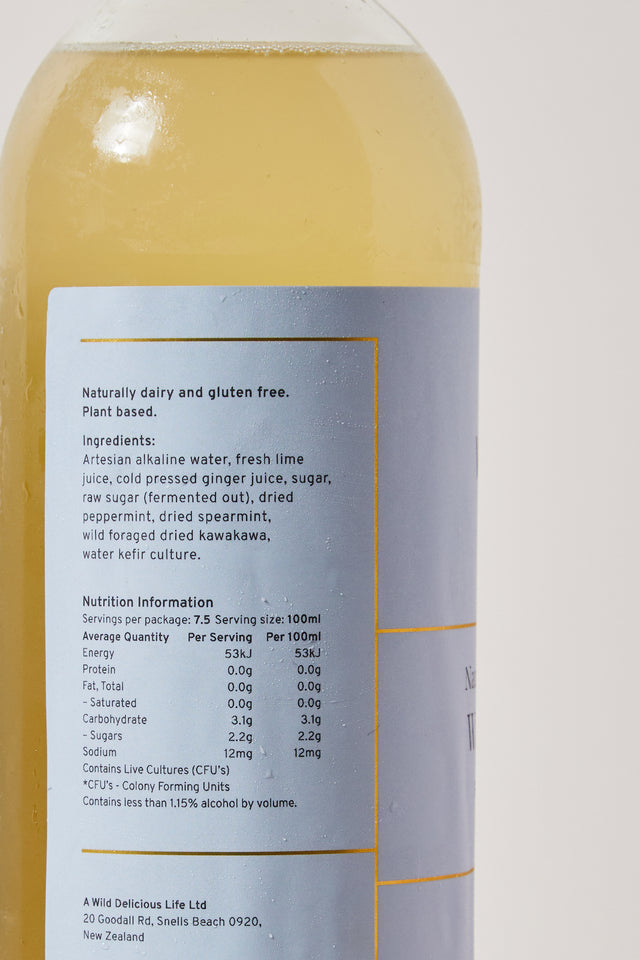 Naturally dairy and gluten free.
Plant based.
Ingredients:
Artesian alkaline water, fresh lime
juice, cold pressed ginger juice, sugar,
raw sugar (fermented out), dried
peppermint, dried spearmint,
wild foraged dried kawakawa,
water kefir culture.
Nutrition Information
Servings per package: 7.5 Serving size: 100ml
Average Quantity Per Serving Per 100ml
Energy 53kJ 53kJ
Protein 0.0g 0.0g
Fat, Total 0.0g 0.0g
- Saturated 0.0g 0.0g
Carbohydrate 3.1g 3.1g
- Sugars 2.2g 2.2g
Sodium 12mg 12mg
Contains Live Cultures (CFU's)
*CFU's - Colony Forming Units
Contains less than 1.15% alcohol by volume.
A Wild Delicious Life Ltd
20 Goodall Rd, Snells Beach 0920,
New Zealand